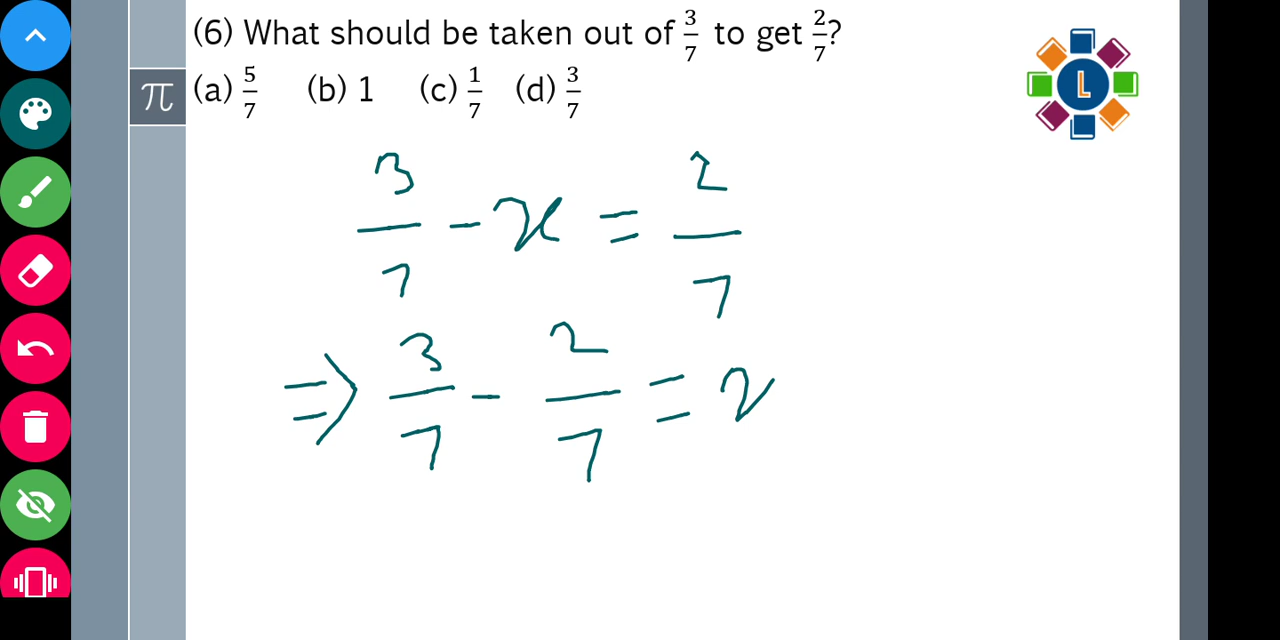 (6) What should be taken out of 3/7 to get 2/7?
π (a) 5/7 (b) 1 (c) 1/7 (d) 3/7
L
3/7 - x = 2/7
⇒ 3/7 - 2/7 = x